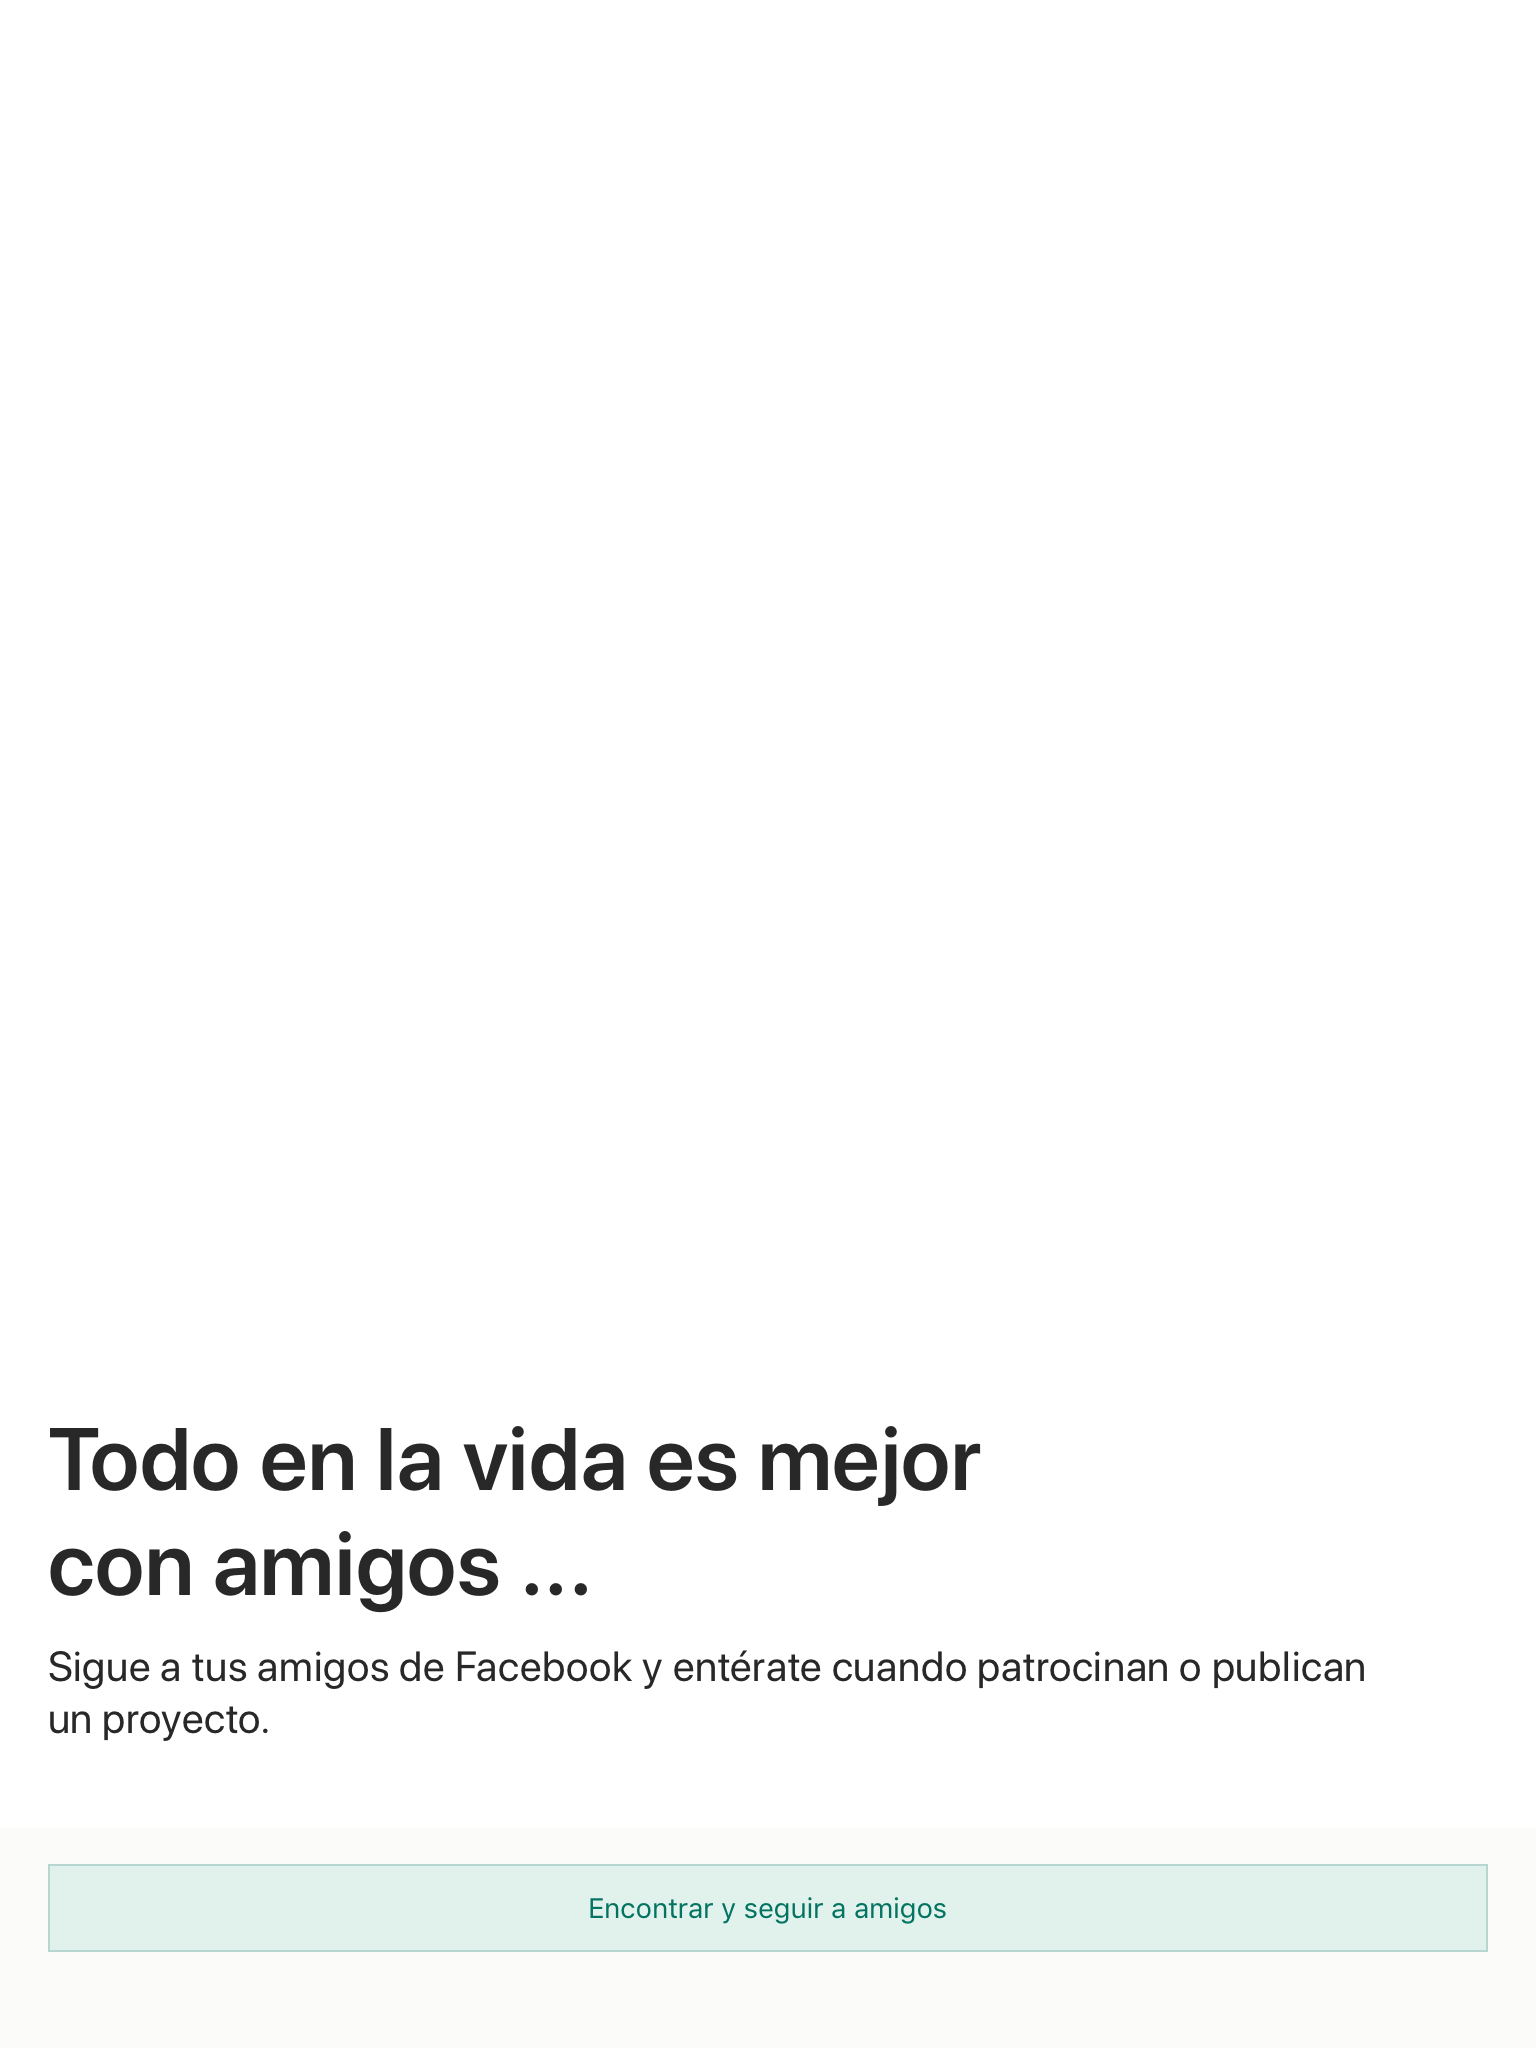 Todo en la vida es mejor
con amigos ...
Sigue a tus amigos de Facebook y entérate cuando patrocinan o publican
un proyecto.
Encontrar y seguir a amigos